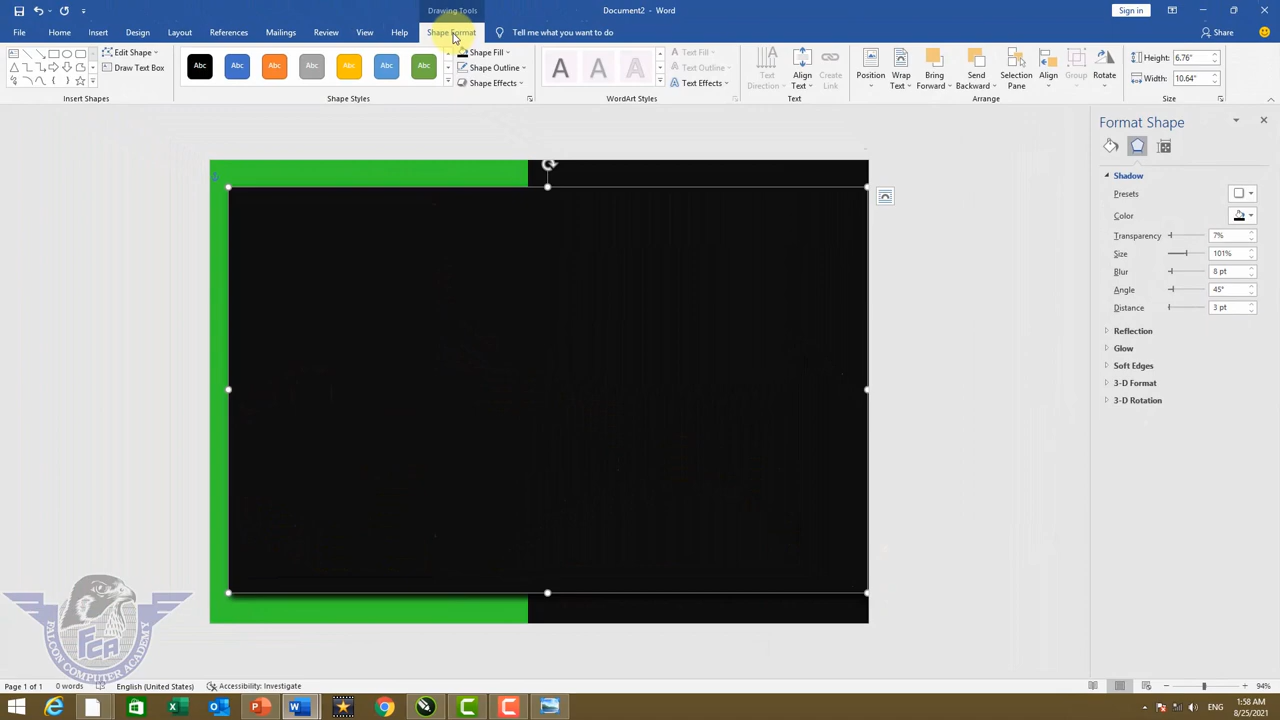 Drawing Tools
Document2 - Word
Sign in
File Home Insert Design Layout References Mailings Review View Help Shape Format Tell me what you want to do Share
Edit Shape
Draw Text Box
Insert Shapes
Abc Abc Abc Abc Abc Abc Abc
Shape Fill
Shape Outline
Shape Effects
Shape Styles
A A A
Text Fill
Text Outline
Text Effects
WordArt Styles
Text Direction
Align Text
Create Link
Text
Position
Wrap Text
Bring Forward
Send Backward
Selection Pane
Align
Group
Rotate
Arrange
Height: 6.76"
Width: 10.64"
Size
Format Shape
Shadow
Presets
Color
Transparency 7%
Size 101%
Blur 8 pt
Angle 45°
Distance 3 pt
Reflection
Glow
Soft Edges
3-D Format
3-D Rotation
FCA
FALCON COMPUTER ACADEMY
Page 1 of 1 0 words English (United States) Accessibility: Investigate
94%
ENG
1:58 AM
8/25/2021